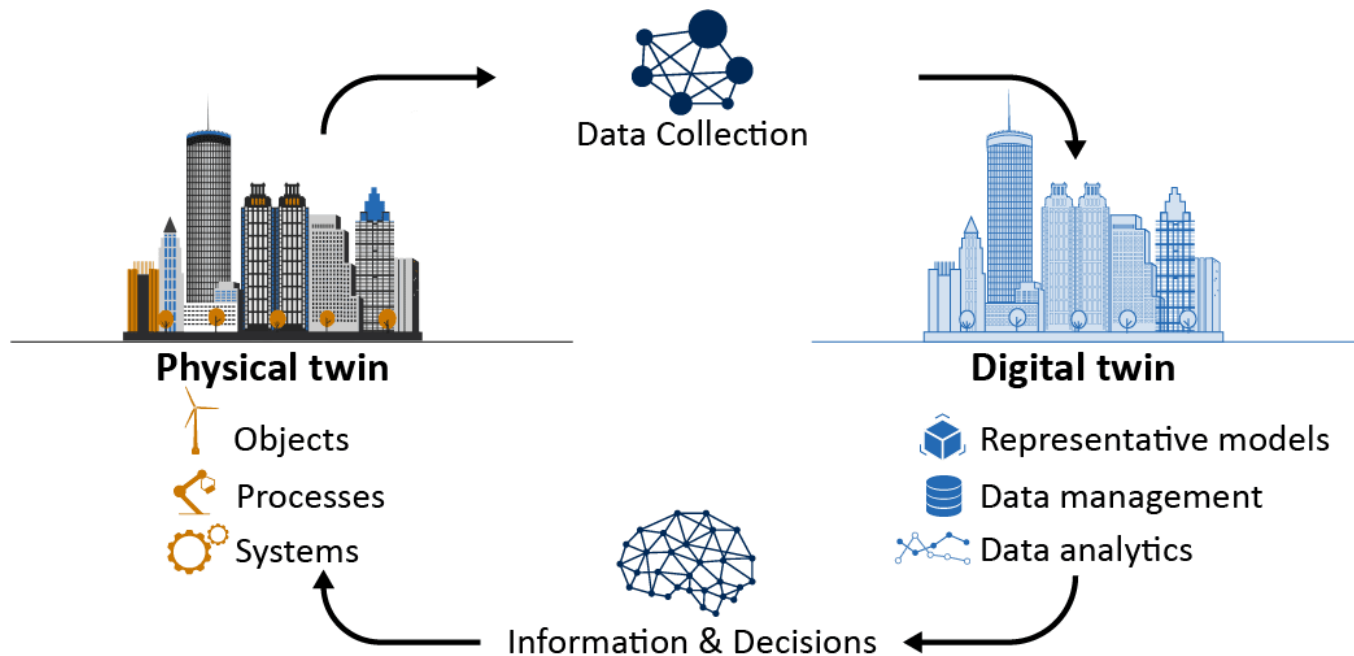 Data Collection
Physical twin
Digital twin
Objects
Representative models
Processes
Data management
Systems
Data analytics
Information & Decisions